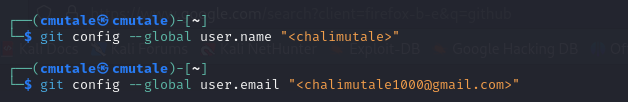 ┌──(cmutale㉿cmutale)-[~]
└─$ git config --global user.name "<chalimutale>"
┌──(cmutale㉿cmutale)-[~]
└─$ git config --global user.email "<chalimutale1000@gmail.com>"